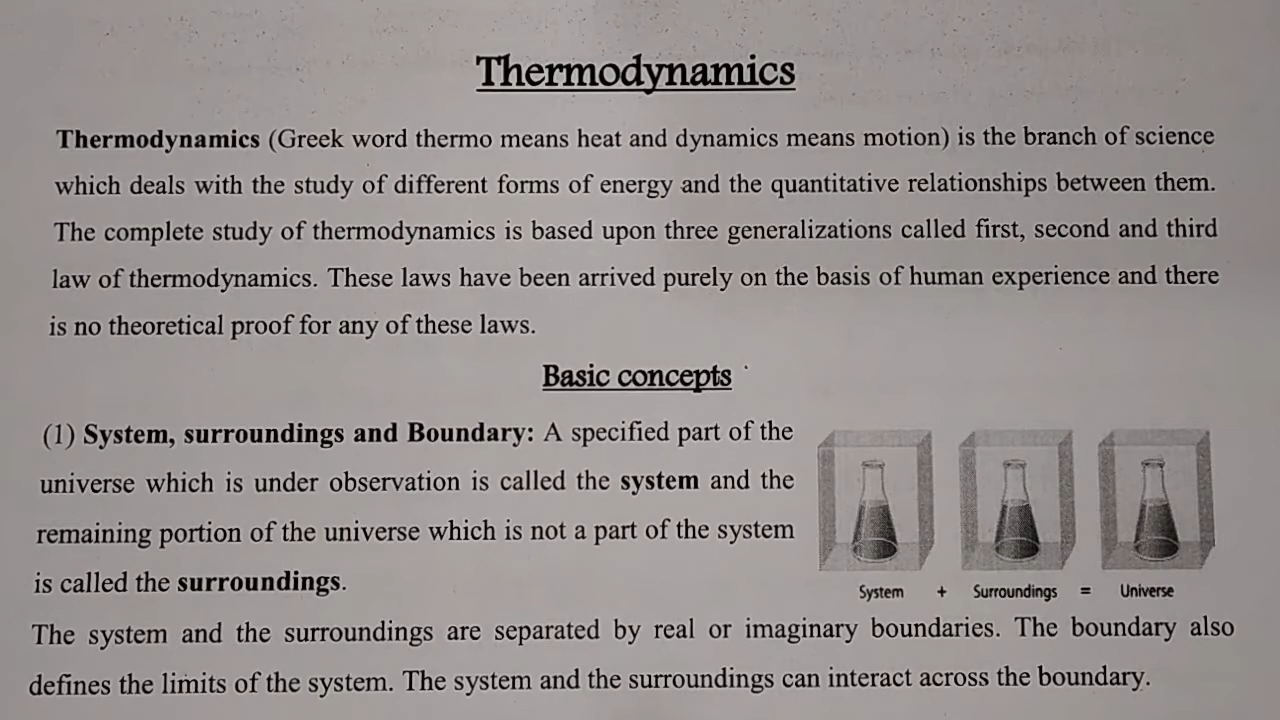 Thermodynamics
Thermodynamics (Greek word thermo means heat and dynamics means motion) is the branch of science
which deals with the study of different forms of energy and the quantitative relationships between them.
The complete study of thermodynamics is based upon three generalizations called first, second and third
law of thermodynamics. These laws have been arrived purely on the basis of human experience and there
is no theoretical proof for any of these laws.
Basic concepts
(1) System, surroundings and Boundary: A specified part of the
universe which is under observation is called the system and the
remaining portion of the universe which is not a part of the system
is called the surroundings.
System + Surroundings = Universe
The system and the surroundings are separated by real or imaginary boundaries. The boundary also
defines the limits of the system. The system and the surroundings can interact across the boundary.